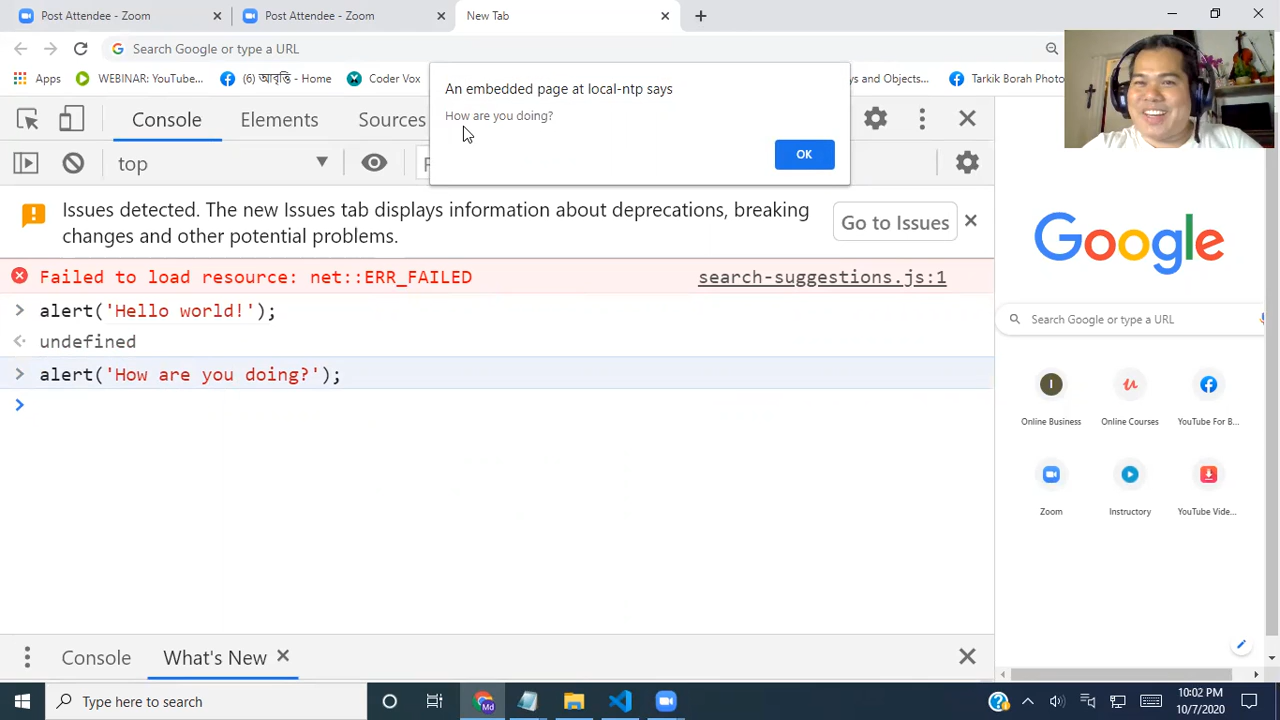 Post Attendee - Zoom
Post Attendee - Zoom
New Tab
Search Google or type a URL
Apps
WEBINAR: YouTube...
(6) আবৃত্তি - Home
Coder Vox
ys and Objects...
Tarkik Borah Photo
An embedded page at local-ntp says
How are you doing?
OK
Console
Elements
Sources
top
Issues detected. The new Issues tab displays information about deprecations, breaking
changes and other potential problems.
Go to Issues
Failed to load resource: net::ERR_FAILED
search-suggestions.js:1
alert('Hello world!');
undefined
alert('How are you doing?');
Google
Search Google or type a URL
I
Online Business
Online Courses
YouTube For B...
Zoom
Instructory
YouTube Vide...
Console
What's New
Type here to search
Md
10:02 PM
10/7/2020